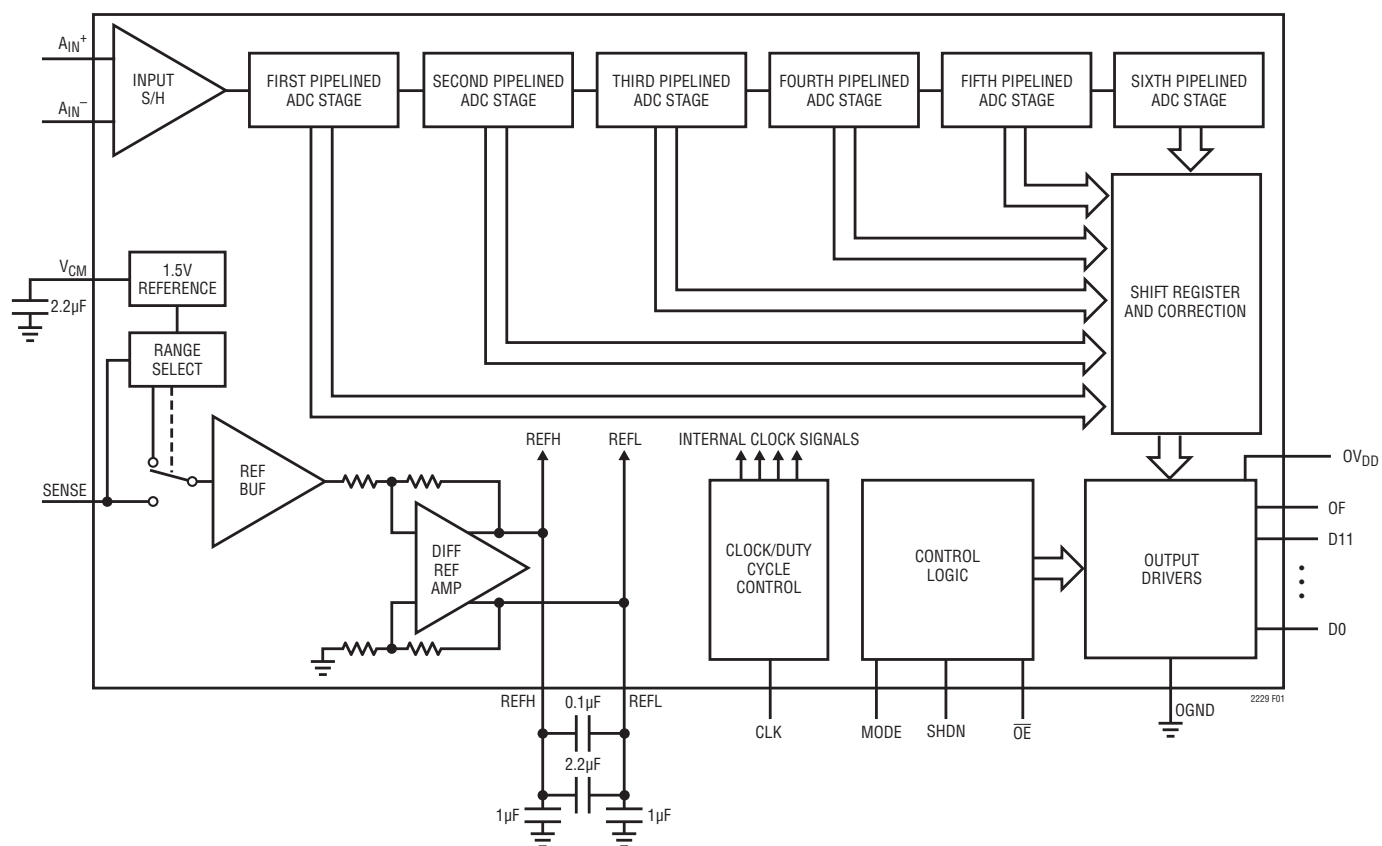 AIN+
AIN–
INPUT
S/H
FIRST PIPELINED
ADC STAGE
SECOND PIPELINED
ADC STAGE
THIRD PIPELINED
ADC STAGE
FOURTH PIPELINED
ADC STAGE
FIFTH PIPELINED
ADC STAGE
SIXTH PIPELINED
ADC STAGE
VCM
2.2µF
1.5V
REFERENCE
RANGE
SELECT
SHIFT REGISTER
AND CORRECTION
SENSE
REF
BUF
DIFF
REF
AMP
REFH
REFL
INTERNAL CLOCK SIGNALS
CLOCK/DUTY
CYCLE
CONTROL
CONTROL
LOGIC
OUTPUT
DRIVERS
OVDD
OF
D11
D0
REFH
0.1µF
REFL
2.2µF
1µF
1µF
CLK
MODE
SHDN
O̅E̅
OGND
2229 F01